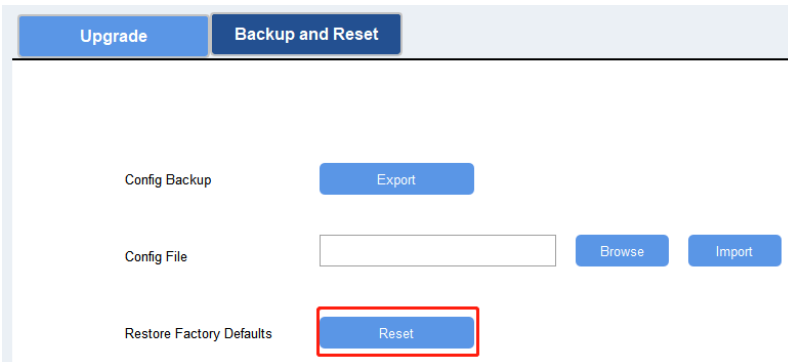 Upgrade Backup and Reset
Config Backup Export
Config File Browse Import
Restore Factory Defaults Reset